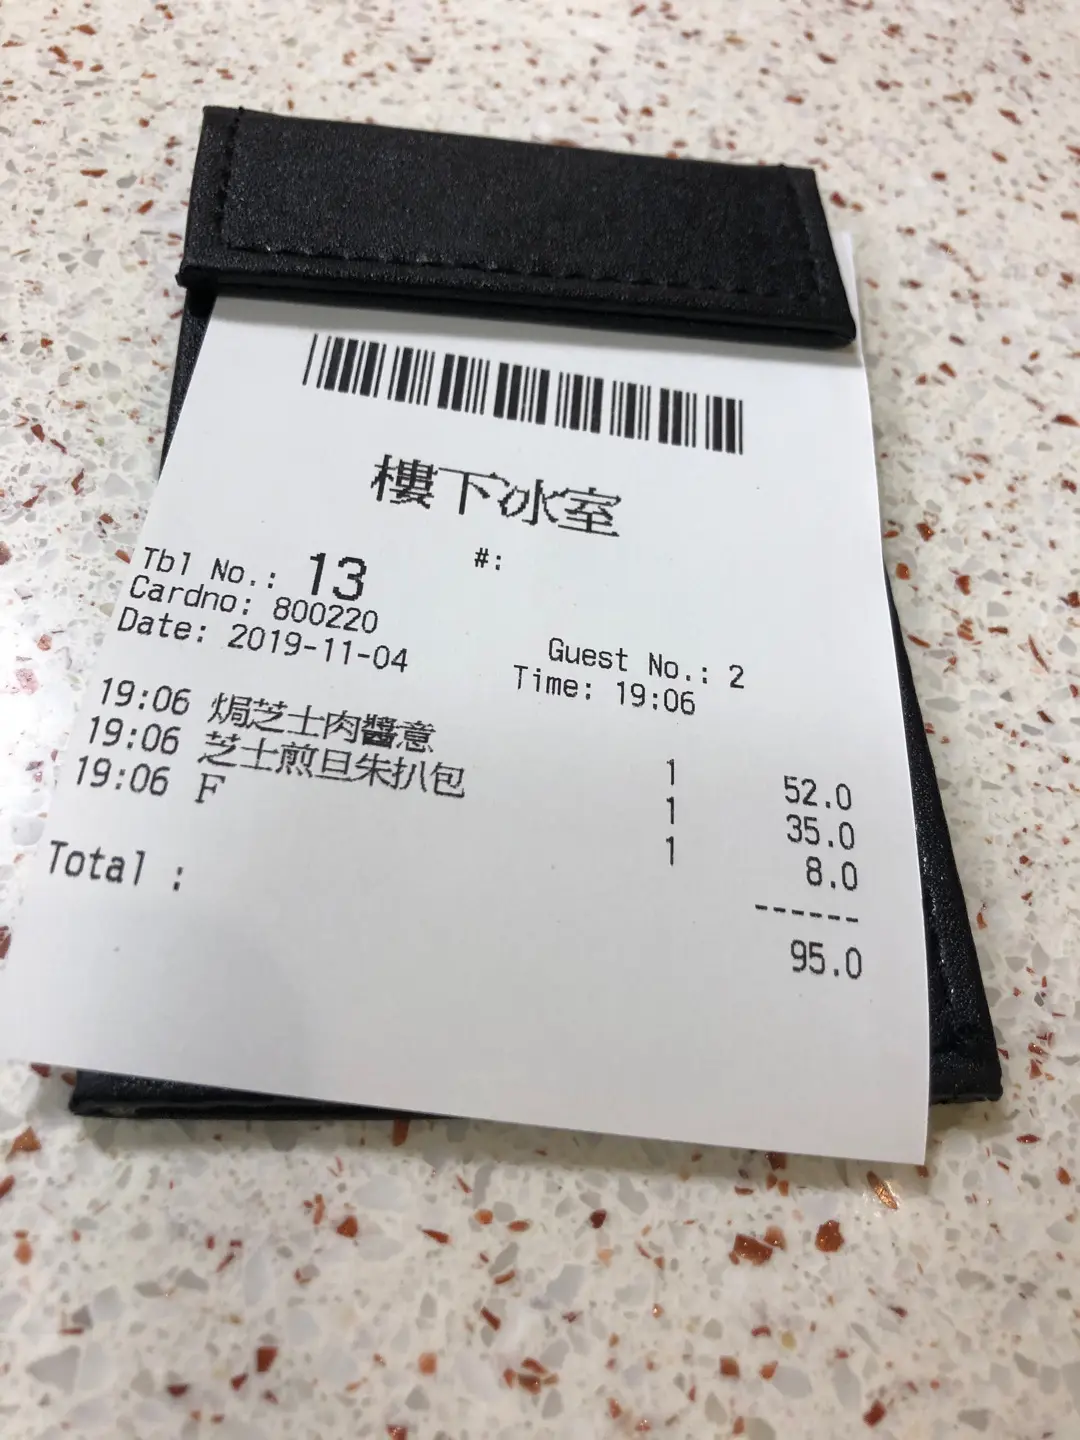 樓下冰室
#:
Tbl No.: 13
Cardno: 800220
Guest No.: 2
Date: 2019-11-04
Time: 19:06
19:06 焗芝士肉醬意 1 52.0
19:06 芝士煎旦朱扒包 1 35.0
19:06 F 1 8.0
------
Total : 95.0